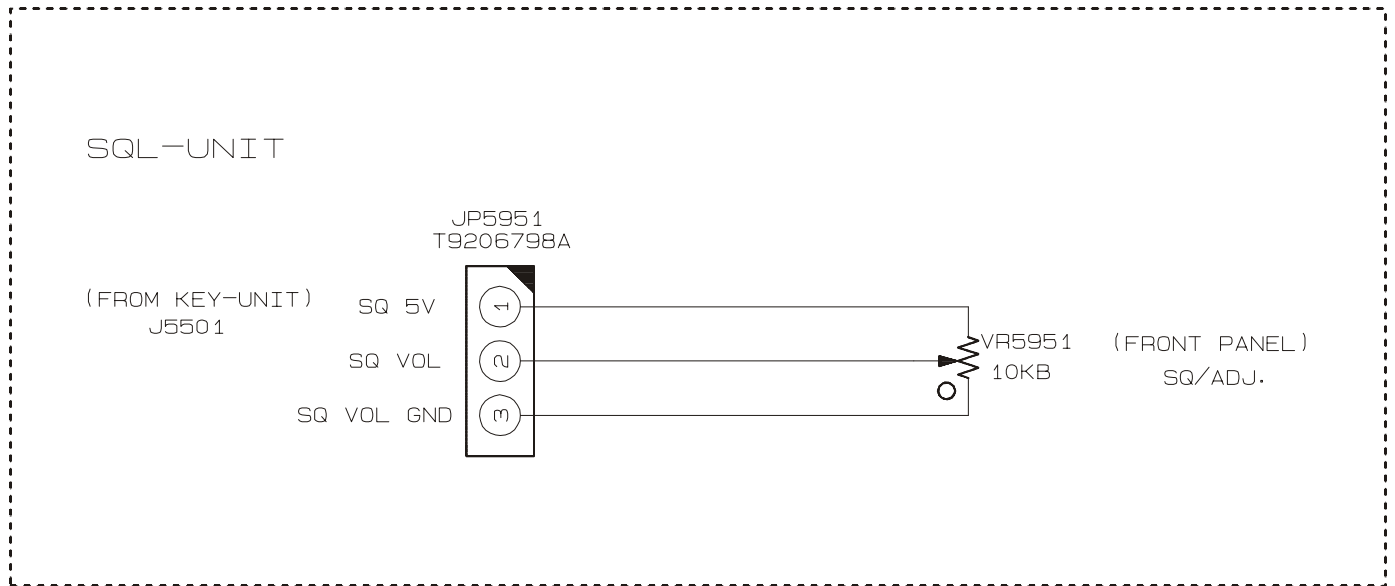 SQL-UNIT
JP5951
T9206798A
(FROM KEY-UNIT)
J5501
SQ 5V
1
SQ VOL
2
SQ VOL GND
3
VR5951
10KB
(FRONT PANEL)
SQ/ADJ.